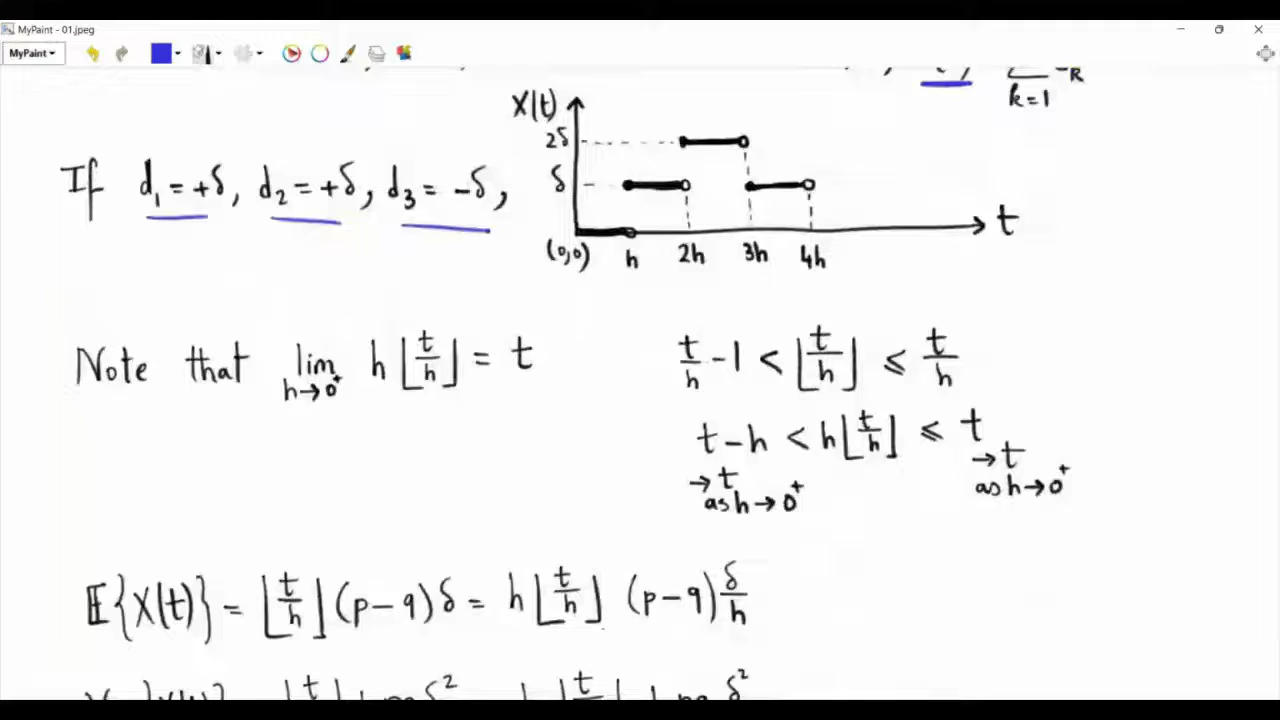 MyPaint - 01.jpeg
MyPaint
k=1
X(t)
2δ
δ
(0,0) h 2h 3h 4h t
If d₁ = +δ, d₂ = +δ, d₃ = -δ,
Note that lim h→0⁺ h⌊t/h⌋ = t
t/h - 1 < ⌊t/h⌋ ≤ t/h
t - h < h⌊t/h⌋ ≤ t
→ t → t
as h → 0⁺ as h → 0⁺
𝔼{X(t)} = ⌊t/h⌋(p - q)δ = h⌊t/h⌋ (p - q) δ/h